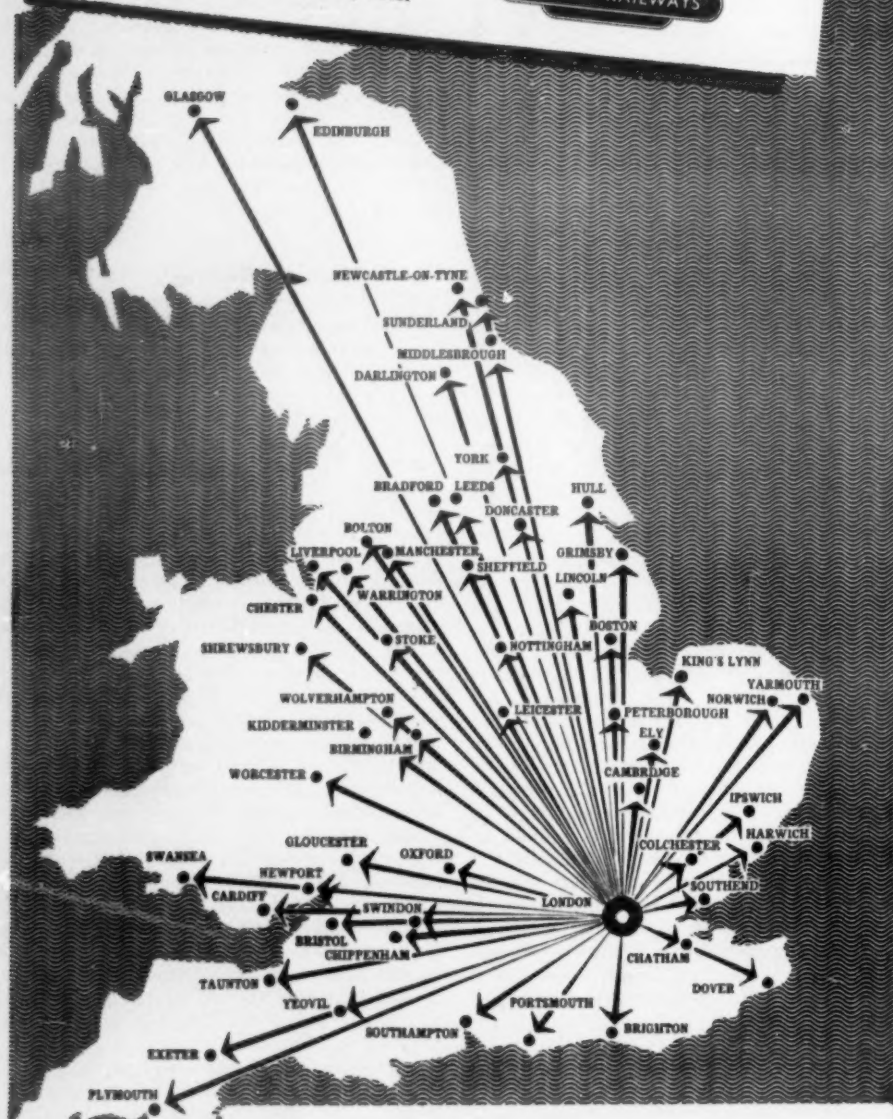 RAILWAYS
GLASGOW
EDINBURGH
NEWCASTLE-ON-TYNE
SUNDERLAND
MIDDLESBROUGH
DARLINGTON
YORK
BRADFORD LEEDS
HULL
DONCASTER
BOLTON
LIVERPOOL MANCHESTER
GRIMSBY
SHEFFIELD
LINCOLN
WARRINGTON
CHESTER
BOSTON
STOKE
SHREWSBURY
NOTTINGHAM
KING'S LYNN
YARMOUTH
NORWICH
WOLVERHAMPTON
LEICESTER
PETERBOROUGH
KIDDERMINSTER
ELY
BIRMINGHAM
WORCESTER
CAMBRIDGE
IPSWICH
HARWICH
GLOUCESTER
OXFORD
COLCHESTER
SWANSEA
NEWPORT
SOUTHEND
CARDIFF
LONDON
SWINDON
BRISTOL
CHIPPENHAM
CHATHAM
TAUNTON
DOVER
YEOVIL
PORTSMOUTH
SOUTHAMPTON
BRIGHTON
EXETER
PLYMOUTH